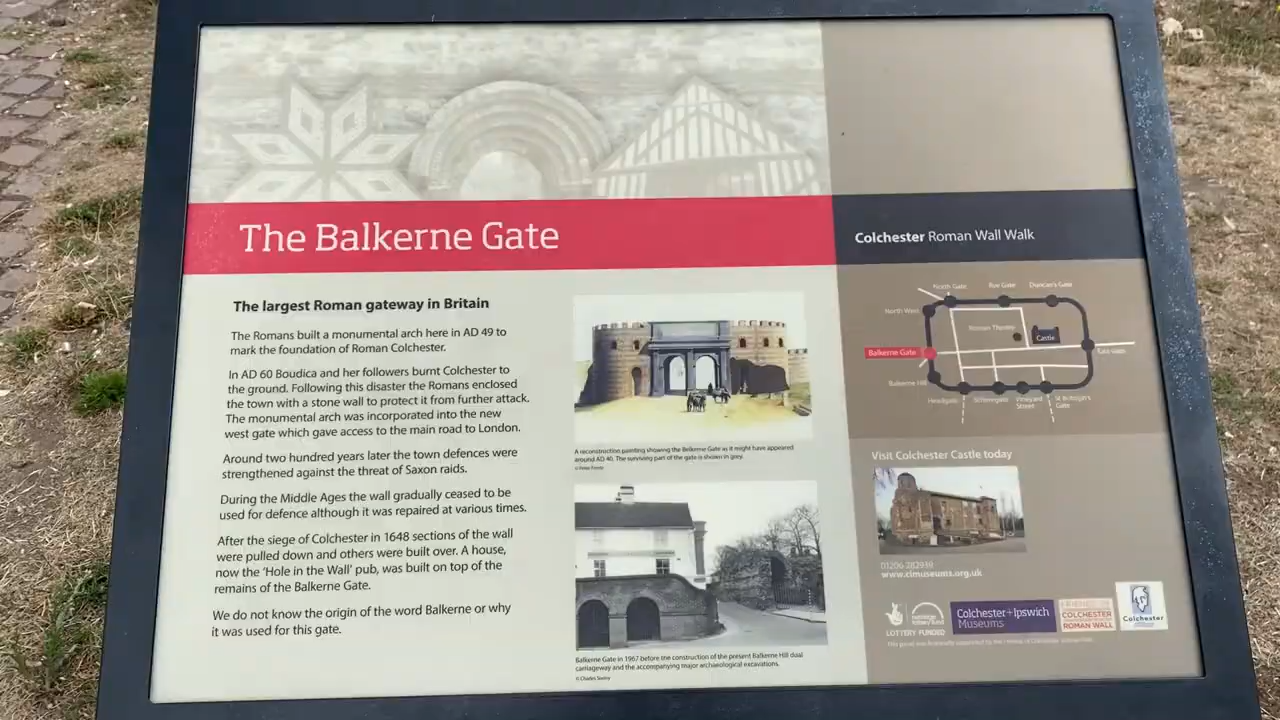 The Balkerne Gate
The largest Roman gateway in Britain
The Romans built a monumental arch here in AD 49 to
mark the foundation of Roman Colchester.
In AD 60 Boudica and her followers burnt Colchester to
the ground. Following this disaster the Romans enclosed
the town with a stone wall to protect it from further attack.
The monumental arch was incorporated into the new
west gate which gave access to the main road to London.
Around two hundred years later the town defences were
strengthened against the threat of Saxon raids.
During the Middle Ages the wall gradually ceased to be
used for defence although it was repaired at various times.
After the siege of Colchester in 1648 sections of the wall
were pulled down and others were built over. A house,
now the ‘Hole in the Wall’ pub, was built on top of the
remains of the Balkerne Gate.
We do not know the origin of the word Balkerne or why
it was used for this gate.
A reconstruction painting showing the Balkerne Gate as it might have appeared
around AD 40. The surviving part of the gate is shown in grey.
© Peter Froste
Balkerne Gate in 1967 before the construction of the present Balkerne Hill dual
carriageway and the accompanying major archaeological excavations.
© Charles
Colchester Roman Wall Walk
North Gate
Rye Gate
Duncan's Gate
North West
Roman Theatre
Castle
Balkerne Gate
East Gate
Balkerne Hill
Headgate
Vineyard
Street
St Botolph's
Gate
Visit Colchester Castle today
01206 282939
www.cimuseums.org.uk
heritage
lottery fund
LOTTERY FUNDED
Colchester+Ipswich
Museums
FRIENDS OF
COLCHESTER
ROMAN WALL
Colchester